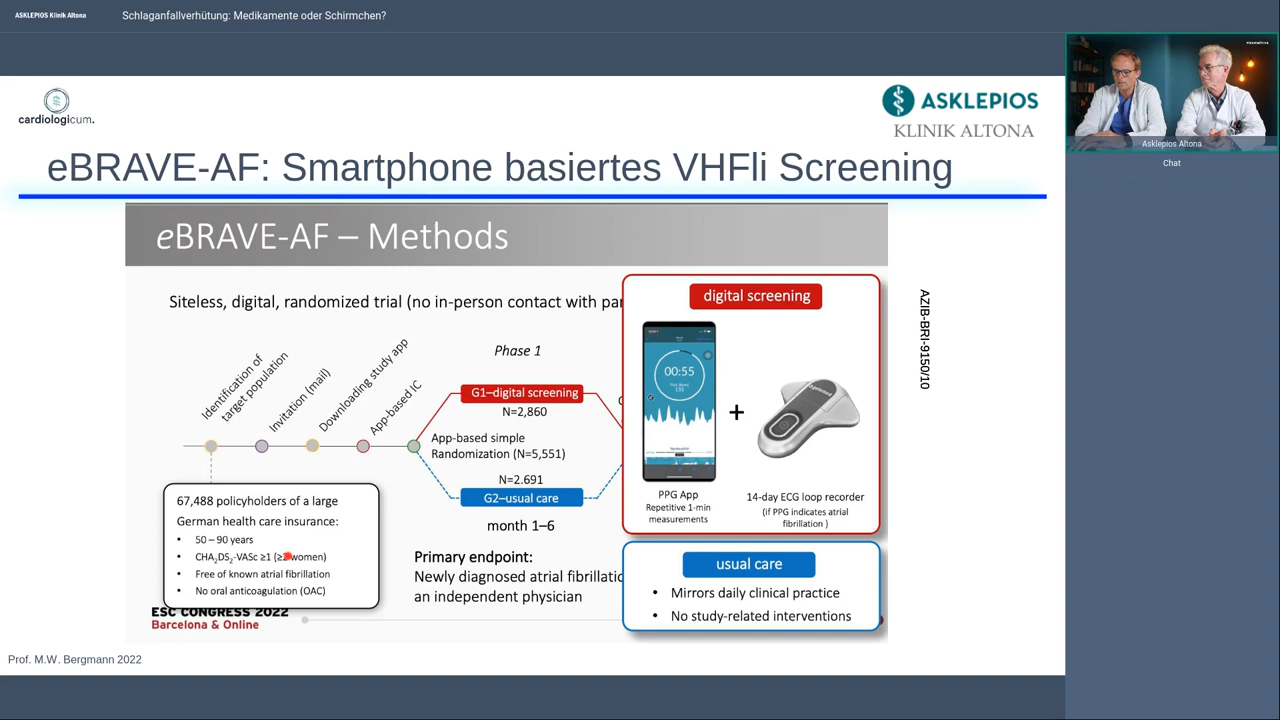 ASKLEPIOS Klinik Altona
Schlaganfallverhütung: Medikamente oder Schirmchen?
cardiologicum.
ASKLEPIOS
KLINIK ALTONA
Asklepios Altona
Chat
eBRAVE-AF: Smartphone basiertes VHFli Screening
eBRAVE-AF – Methods
Siteless, digital, randomized trial (no in-person contact with par
Phase 1
Identification of
target population
Invitation (mail)
Downloading study app
App-based IC
G1–digital screening
N=2,860
App-based simple
Randomization (N=5,551)
N=2.691
G2–usual care
month 1–6
67,488 policyholders of a large
German health care insurance:
• 50 – 90 years
• CHA2DS2-VASc ≥1 (≥ women)
• Free of known atrial fibrillation
• No oral anticoagulation (OAC)
Primary endpoint:
Newly diagnosed atrial fibrillatio
an independent physician
digital screening
00:55
+
PPG App
Repetitive 1-min
measurements
14-day ECG loop recorder
(if PPG indicates atrial
fibrillation )
usual care
• Mirrors daily clinical practice
• No study-related interventions
ESC CONGRESS 2022
Barcelona & Online
AZIB-BRI-9150/10
Prof. M.W. Bergmann 2022